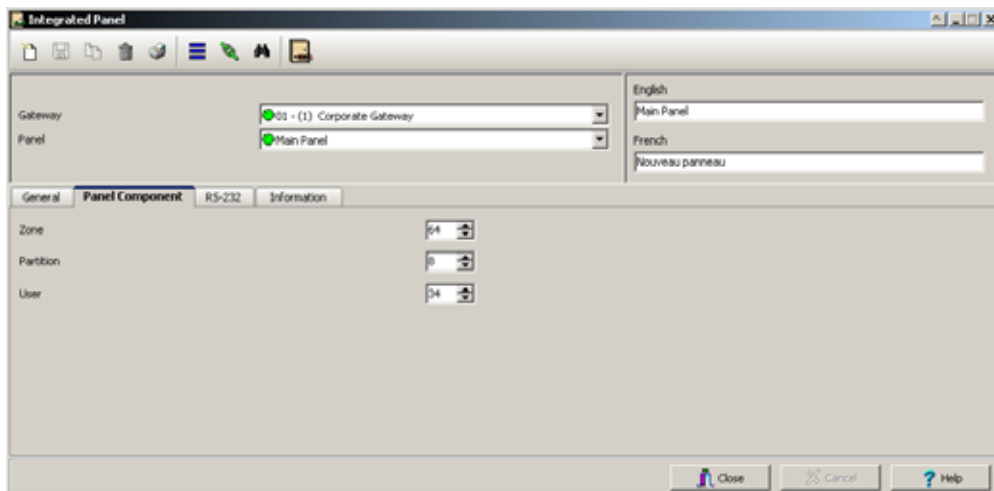 Integrated Panel
Gateway
01 - (1) Corporate Gateway
Panel
Main Panel
English
Main Panel
French
Nouveau panneau
General
Panel Component
RS-232
Information
Zone
64
Partition
8
User
34
Close
Cancel
Help